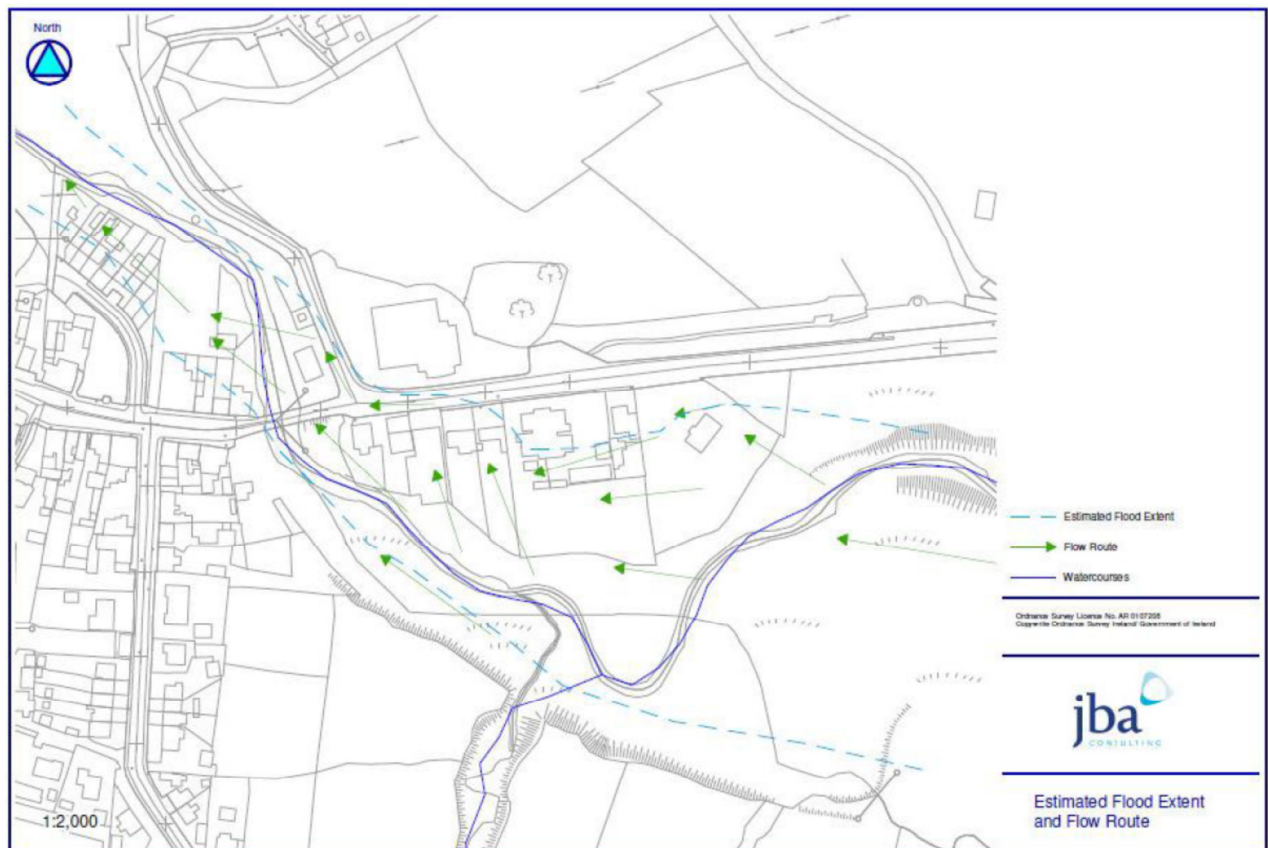 North
Estimated Flood Extent
Flow Route
Watercourses
Ordnance Survey License No. AR 0107208
Copywrite Ordnance Survey Ireland/ Government of Ireland
jba
CONSULTING
Estimated Flood Extent
and Flow Route
1:2,000